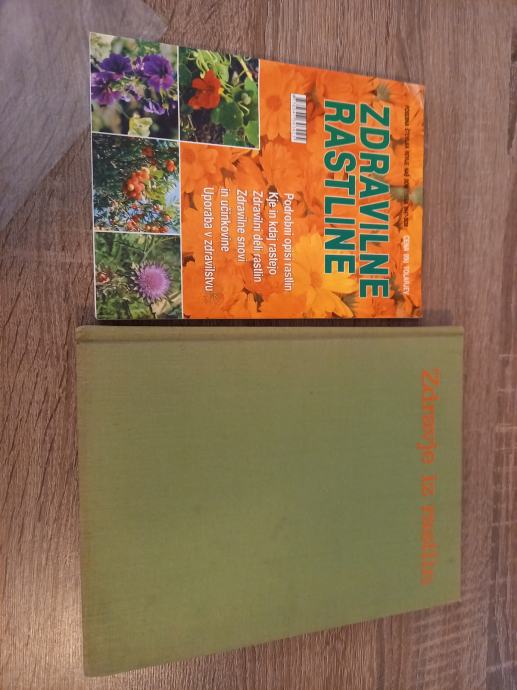 ZDRAVILNE
RASTLINE
Podrobni opisi rastlin
Kje in kdaj rastejo
Zdravilni deli rastlin
Zdravilne snovi
in učinkovine
Uporaba v zdravilstvu
Zdravje iz rastlin